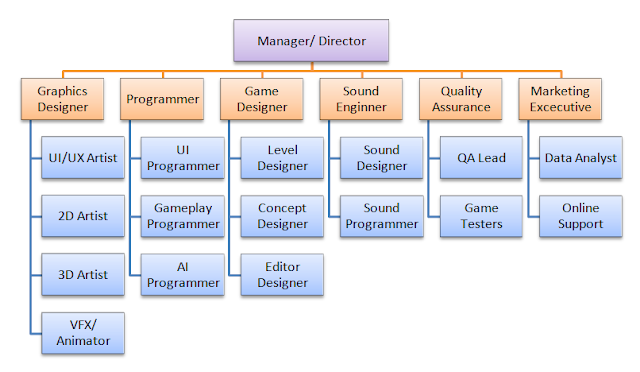 Manager/ Director
Graphics
Designer
Programmer
Game
Designer
Sound
Enginner
Quality
Assurance
Marketing
Excecutive
UI/UX Artist
UI
Programmer
Level
Designer
Sound
Designer
QA Lead
Data Analyst
2D Artist
Gameplay
Programmer
Concept
Designer
Sound
Programmer
Game
Testers
Online
Support
3D Artist
AI
Programmer
Editor
Designer
VFX/
Animator